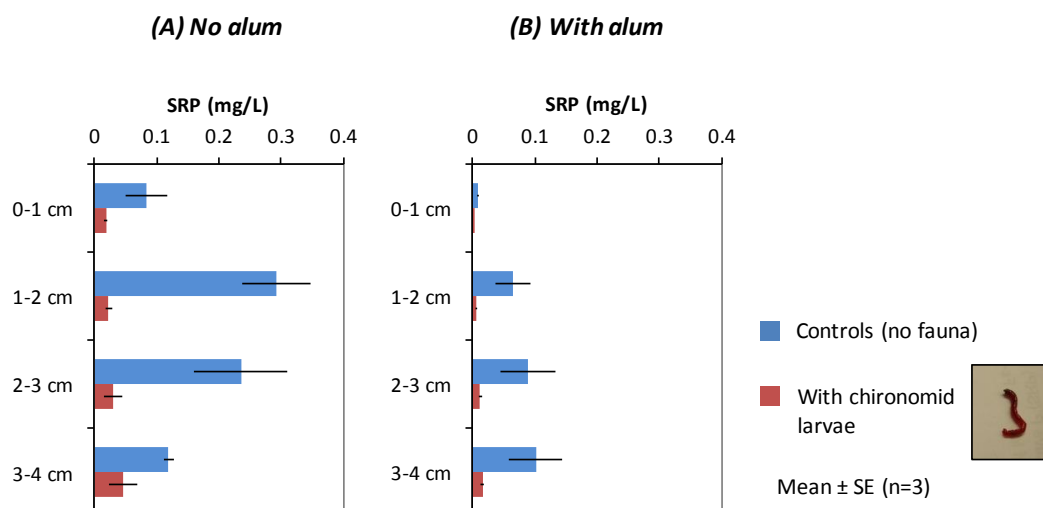 (A) No alum
(B) With alum
SRP (mg/L)
SRP (mg/L)
0 0.1 0.2 0.3 0.4
0 0.1 0.2 0.3 0.4
0-1 cm
1-2 cm
2-3 cm
3-4 cm
0-1 cm
1-2 cm
2-3 cm
3-4 cm
Controls (no fauna)
With chironomid
larvae
Mean ± SE (n=3)